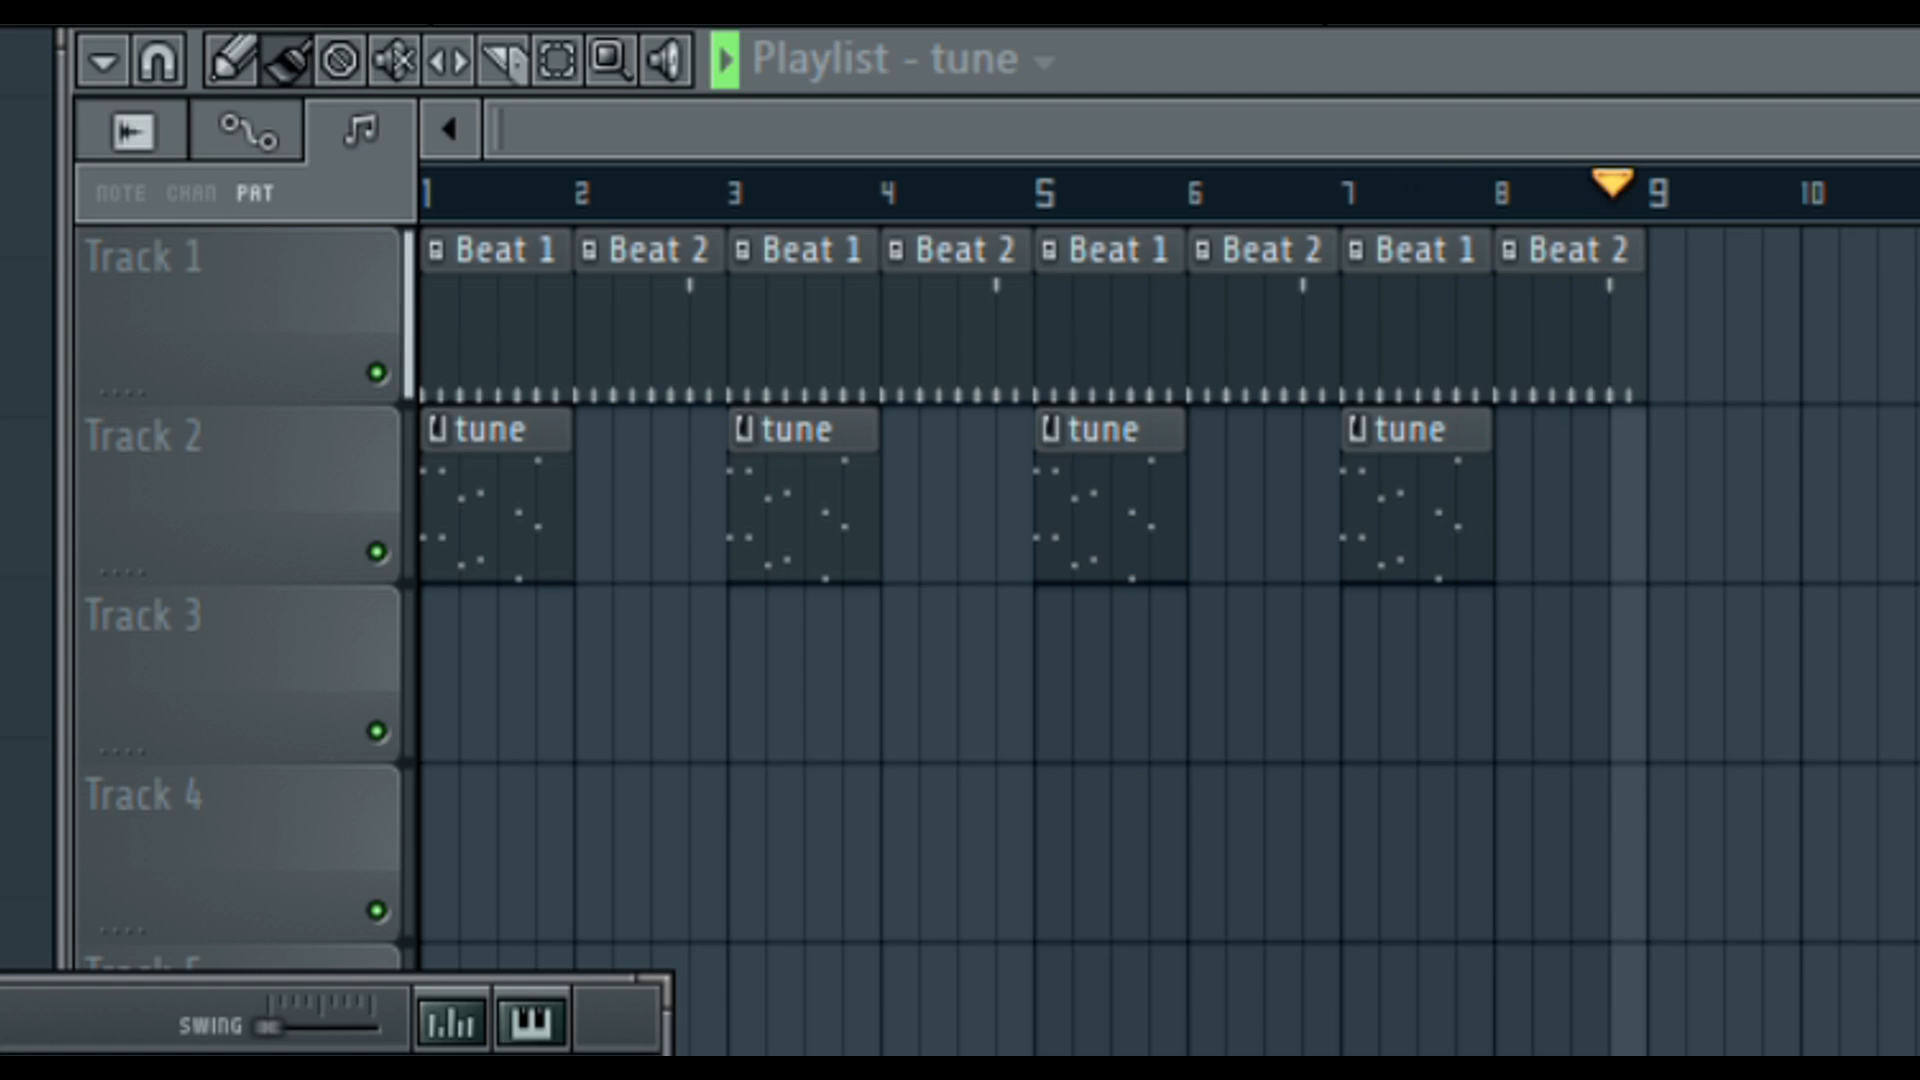 Playlist - tune
NOTE CHAN PAT
1 2 3 4 5 6 7 8 9 10
Track 1
Beat 1 Beat 2 Beat 1 Beat 2 Beat 1 Beat 2 Beat 1 Beat 2
Track 2
tune tune tune tune
Track 3
Track 4
SWING